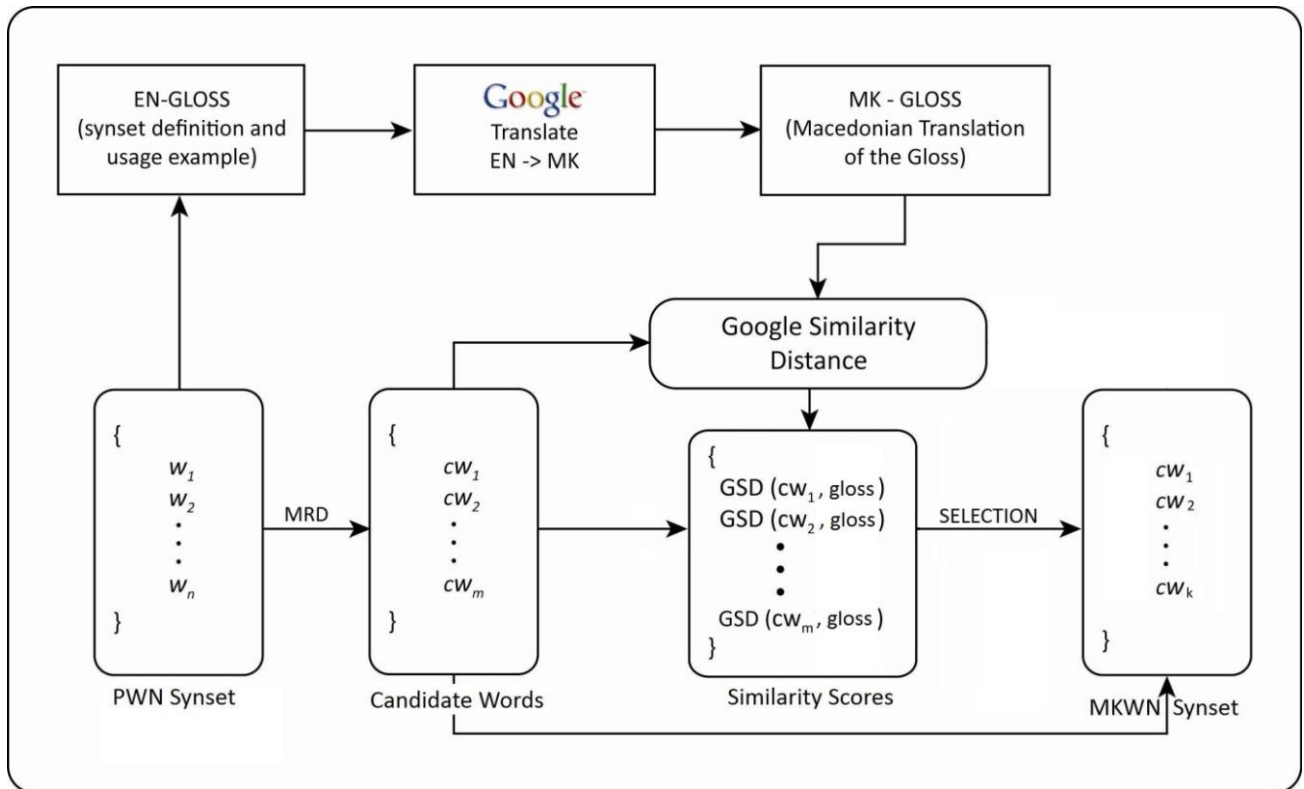 EN-GLOSS
(synset definition and
usage example)
Google
Translate
EN -> MK
MK - GLOSS
(Macedonian Translation
of the Gloss)
Google Similarity
Distance
{
w1
w2
.
.
.
wn
}
PWN Synset
MRD
{
cw1
cw2
.
.
.
cwm
}
Candidate Words
{
GSD (cw1, gloss)
GSD (cw2, gloss)
•
•
•
GSD (cwm, gloss)
}
Similarity Scores
SELECTION
{
cw1
cw2
.
.
.
cwk
}
MKWN Synset